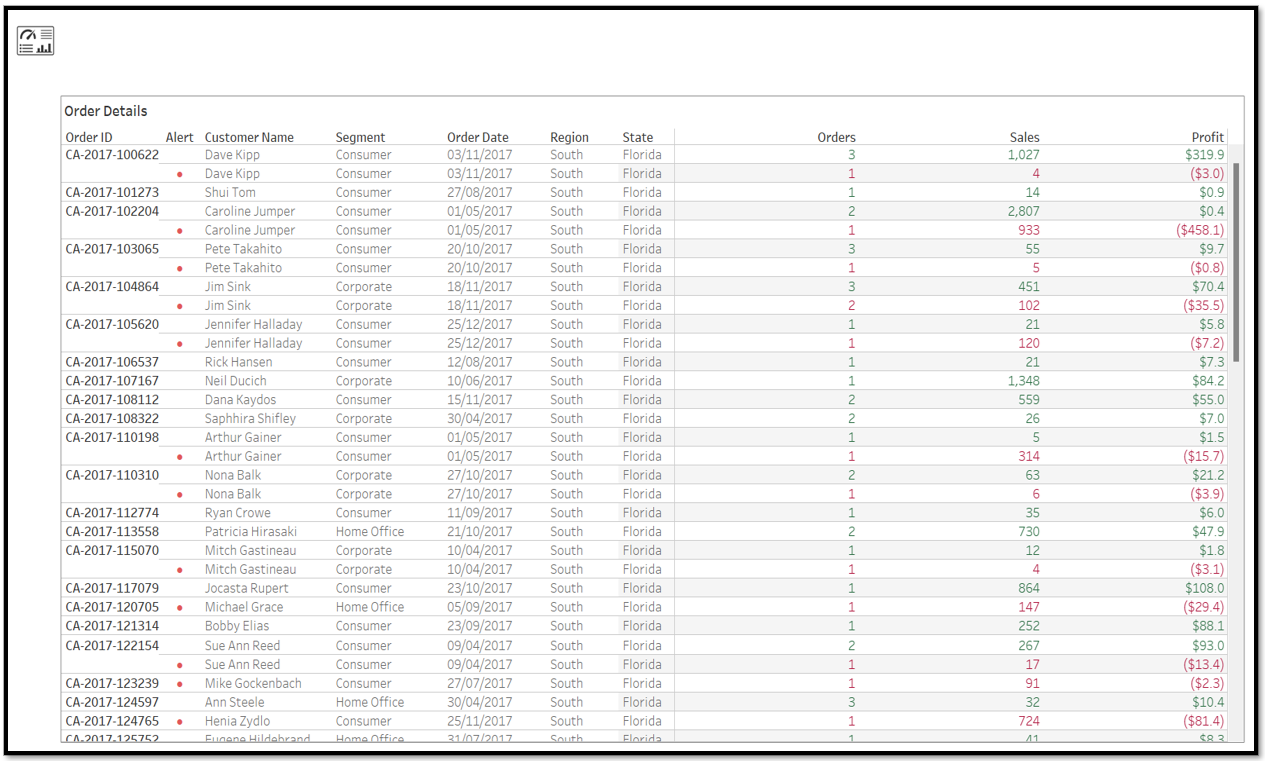 Order Details
Order ID Alert Customer Name Segment Order Date Region State Orders Sales Profit
CA-2017-100622 Dave Kipp Consumer 03/11/2017 South Florida 3 1,027 $319.9
Dave Kipp Consumer 03/11/2017 South Florida 1 4 ($3.0)
CA-2017-101273 Shui Tom Consumer 27/08/2017 South Florida 1 14 $0.9
CA-2017-102204 Caroline Jumper Consumer 01/05/2017 South Florida 2 2,807 $0.4
Caroline Jumper Consumer 01/05/2017 South Florida 1 933 ($458.1)
CA-2017-103065 Pete Takahito Consumer 20/10/2017 South Florida 3 55 $9.7
Pete Takahito Consumer 20/10/2017 South Florida 1 5 ($0.8)
CA-2017-104864 Jim Sink Corporate 18/11/2017 South Florida 3 451 $70.4
Jim Sink Corporate 18/11/2017 South Florida 2 102 ($35.5)
CA-2017-105620 Jennifer Halladay Consumer 25/12/2017 South Florida 1 21 $5.8
Jennifer Halladay Consumer 25/12/2017 South Florida 1 120 ($7.2)
CA-2017-106537 Rick Hansen Consumer 12/08/2017 South Florida 1 21 $7.3
CA-2017-107167 Neil Ducich Corporate 10/06/2017 South Florida 1 1,348 $84.2
CA-2017-108112 Dana Kaydos Consumer 15/11/2017 South Florida 2 559 $55.0
CA-2017-108322 Saphhira Shifley Corporate 30/04/2017 South Florida 2 26 $7.0
CA-2017-110198 Arthur Gainer Consumer 01/05/2017 South Florida 1 5 $1.5
Arthur Gainer Consumer 01/05/2017 South Florida 1 314 ($15.7)
CA-2017-110310 Nona Balk Corporate 27/10/2017 South Florida 2 63 $21.2
Nona Balk Corporate 27/10/2017 South Florida 1 6 ($3.9)
CA-2017-112774 Ryan Crowe Consumer 11/09/2017 South Florida 1 35 $6.0
CA-2017-113558 Patricia Hirasaki Home Office 21/10/2017 South Florida 2 730 $47.9
CA-2017-115070 Mitch Gastineau Corporate 10/04/2017 South Florida 1 12 $1.8
Mitch Gastineau Corporate 10/04/2017 South Florida 1 4 ($3.1)
CA-2017-117079 Jocasta Rupert Consumer 23/10/2017 South Florida 1 864 $108.0
CA-2017-120705 Michael Grace Home Office 05/09/2017 South Florida 1 147 ($29.4)
CA-2017-121314 Bobby Elias Consumer 23/09/2017 South Florida 1 252 $88.1
CA-2017-122154 Sue Ann Reed Consumer 09/04/2017 South Florida 2 267 $93.0
Sue Ann Reed Consumer 09/04/2017 South Florida 1 17 ($13.4)
CA-2017-123239 Mike Gockenbach Consumer 27/07/2017 South Florida 1 91 ($2.3)
CA-2017-124597 Ann Steele Home Office 30/04/2017 South Florida 3 32 $10.4
CA-2017-124765 Henia Zydlo Consumer 25/11/2017 South Florida 1 724 ($81.4)
CA-2017-125752 Eugene Hildebrand Home Office 31/07/2017 South Florida 1 41 $8.3